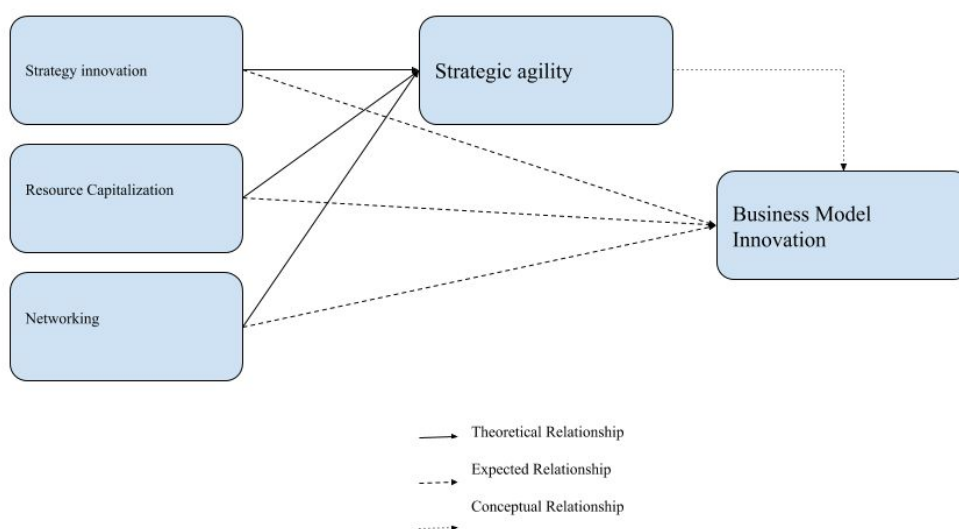 Strategy innovation
Strategic agility
Resource Capitalization
Business Model
Innovation
Networking
Theoretical Relationship
Expected Relationship
Conceptual Relationship